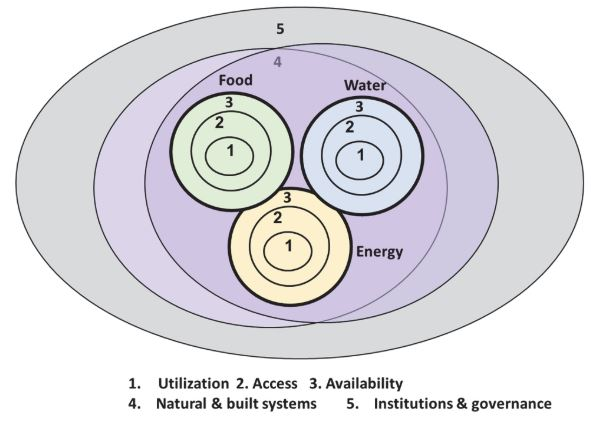 5
4
Food
Water
3
3
2
2
1
1
3
2
1
Energy
1. Utilization 2. Access 3. Availability
4. Natural & built systems 5. Institutions & governance